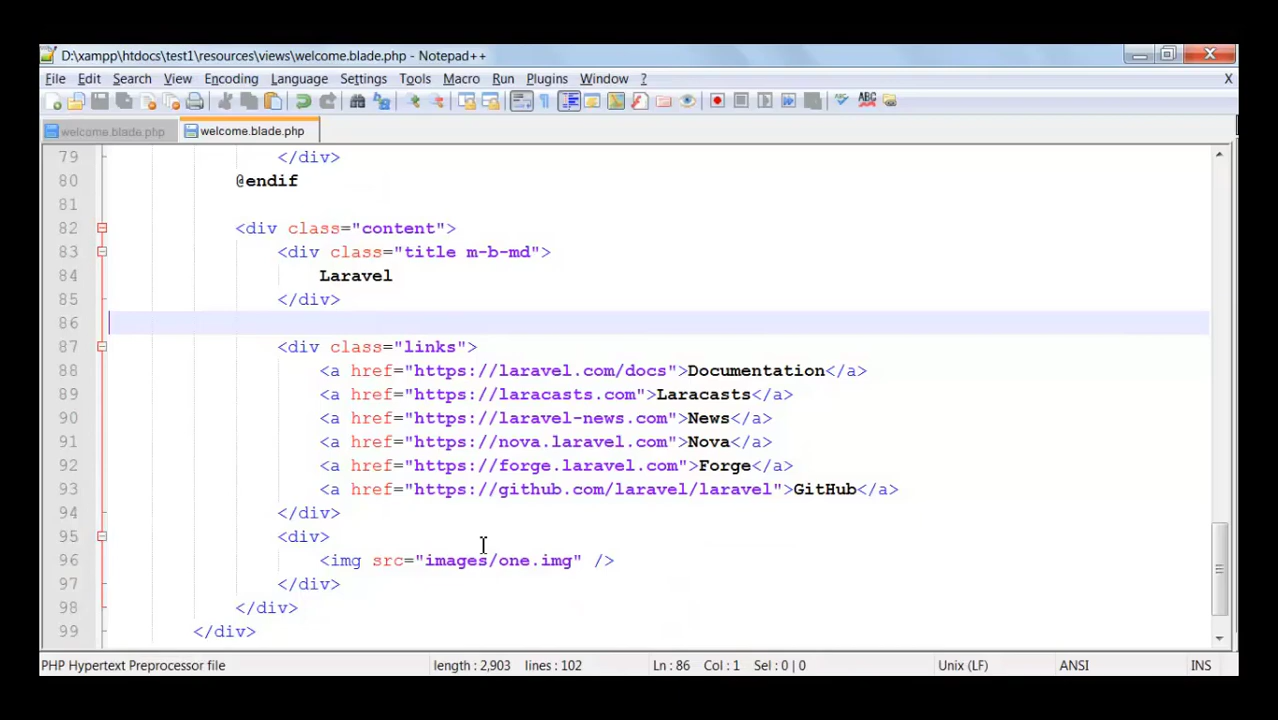 D:\xampp\htdocs\test1\resources\views\welcome.blade.php - Notepad++
File Edit Search View Encoding Language Settings Tools Macro Run Plugins Window ? X
welcome.blade.php welcome.blade.php
79 </div>
80 @endif
81
82 <div class="content">
83 <div class="title m-b-md">
84 Laravel
85 </div>
86
87 <div class="links">
88 <a href="https://laravel.com/docs">Documentation</a>
89 <a href="https://laracasts.com">Laracasts</a>
90 <a href="https://laravel-news.com">News</a>
91 <a href="https://nova.laravel.com">Nova</a>
92 <a href="https://forge.laravel.com">Forge</a>
93 <a href="https://github.com/laravel/laravel">GitHub</a>
94 </div>
95 <div>
96 <img src="images/one.img" />
97 </div>
98 </div>
99 </div>
PHP Hypertext Preprocessor file length : 2,903 lines : 102 Ln : 86 Col : 1 Sel : 0 | 0 Unix (LF) ANSI INS